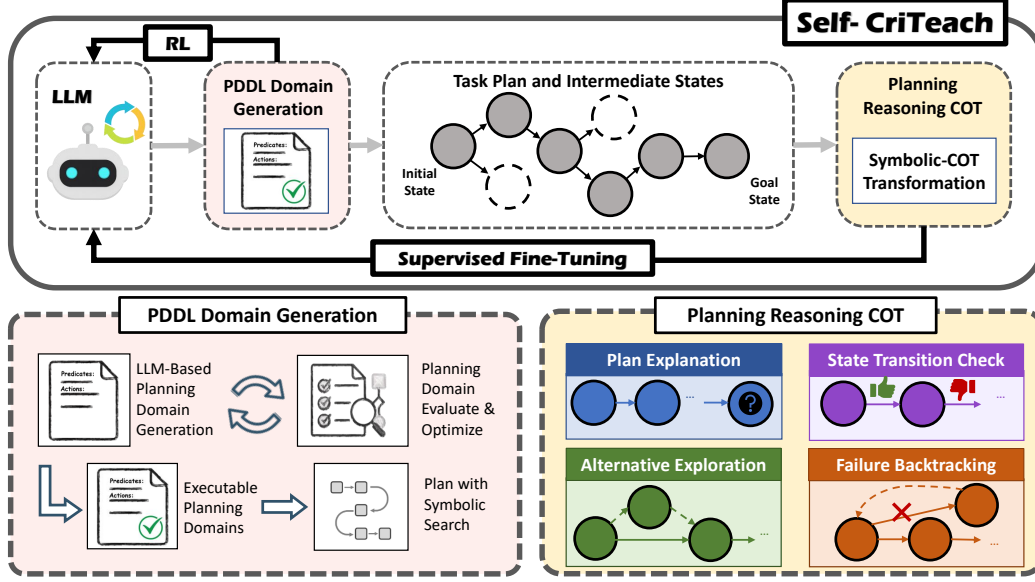 Self- CriTeach
RL
LLM
PDDL Domain
Generation
Predicates:
Actions:
Task Plan and Intermediate States
Initial
State
Goal
State
Planning
Reasoning COT
Symbolic-COT
Transformation
Supervised Fine-Tuning
PDDL Domain Generation
Predicates:
Actions:
LLM-Based
Planning
Domain
Generation
Planning
Domain
Evaluate &
Optimize
Predicates:
Actions:
Executable
Planning
Domains
Plan with
Symbolic
Search
Planning Reasoning COT
Plan Explanation
...
?
State Transition Check
...
Alternative Exploration
...
Failure Backtracking
...